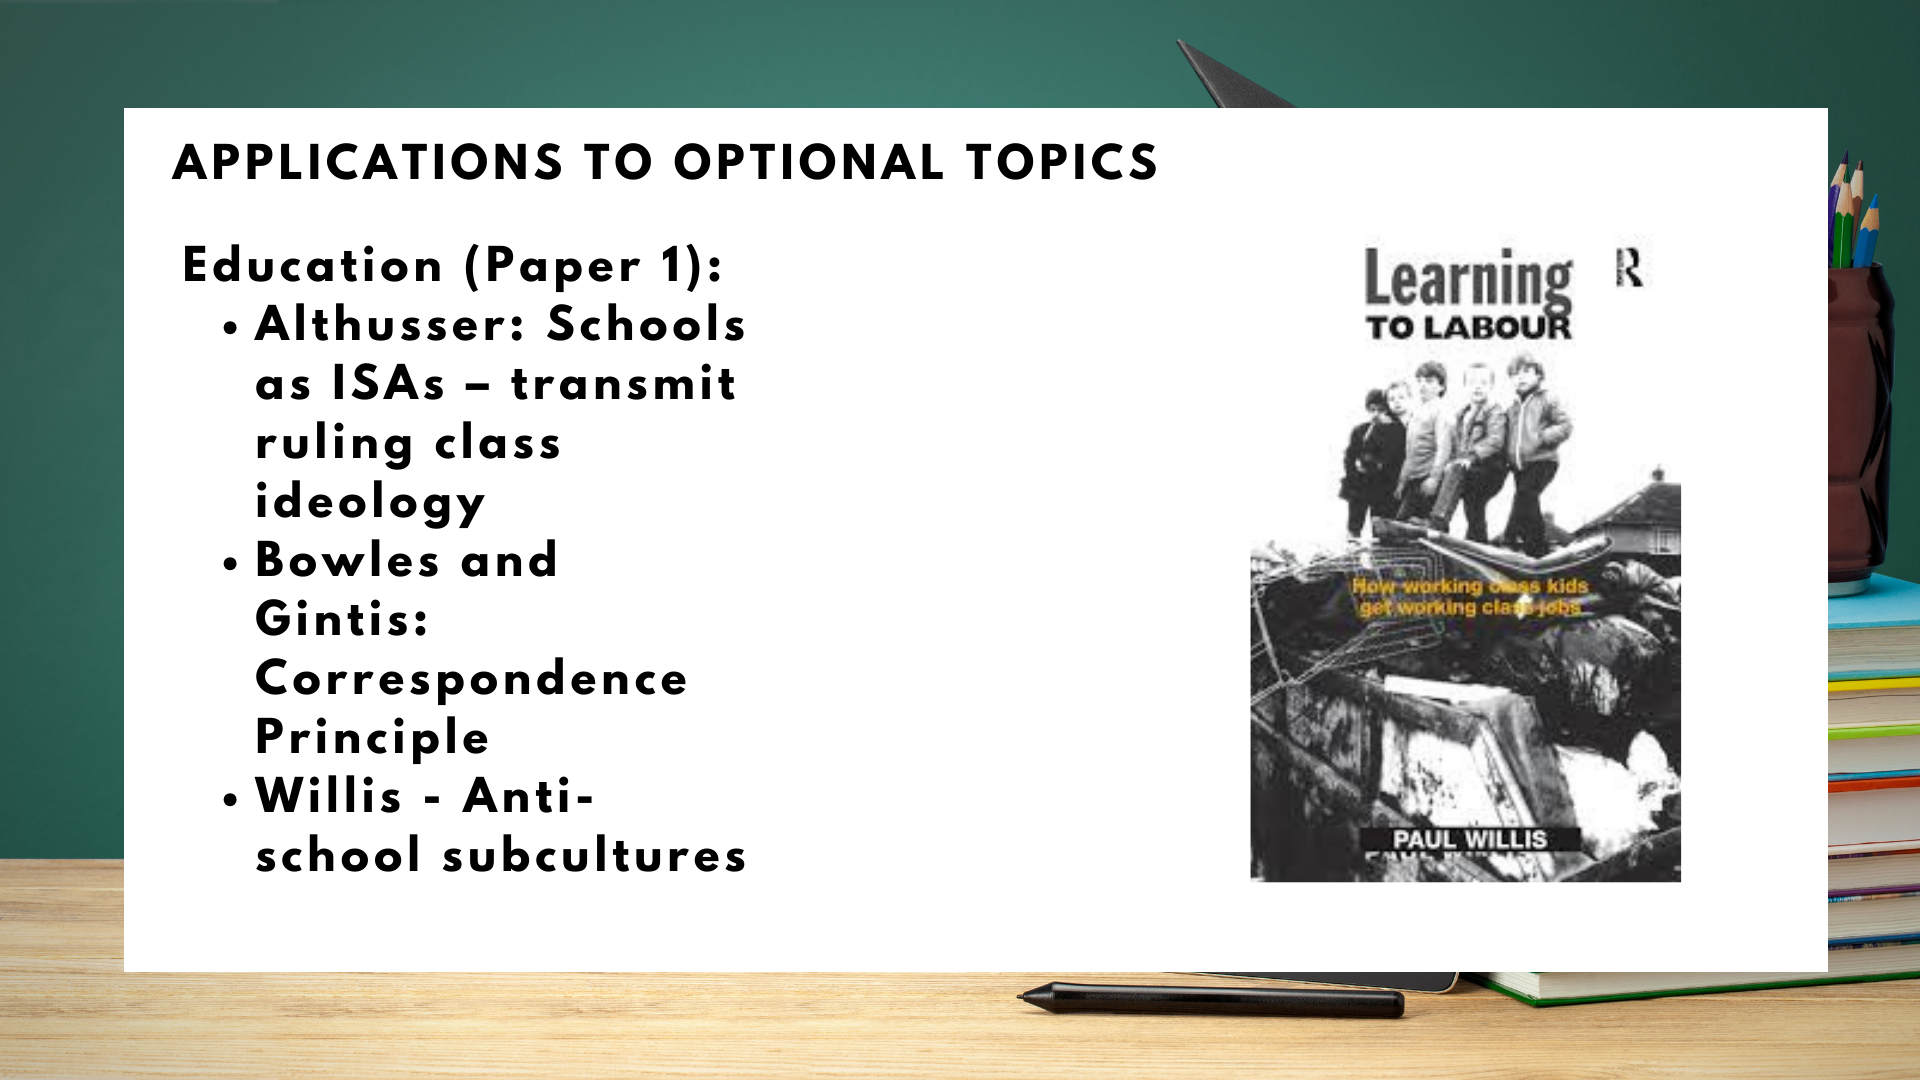 APPLICATIONS TO OPTIONAL TOPICS
Education (Paper 1):
• Althusser: Schools
as ISAs – transmit
ruling class
ideology
• Bowles and
Gintis:
Correspondence
Principle
• Willis - Anti-
school subcultures
Learning
TO LABOUR
R
How working class kids
get working class jobs
PAUL WILLIS